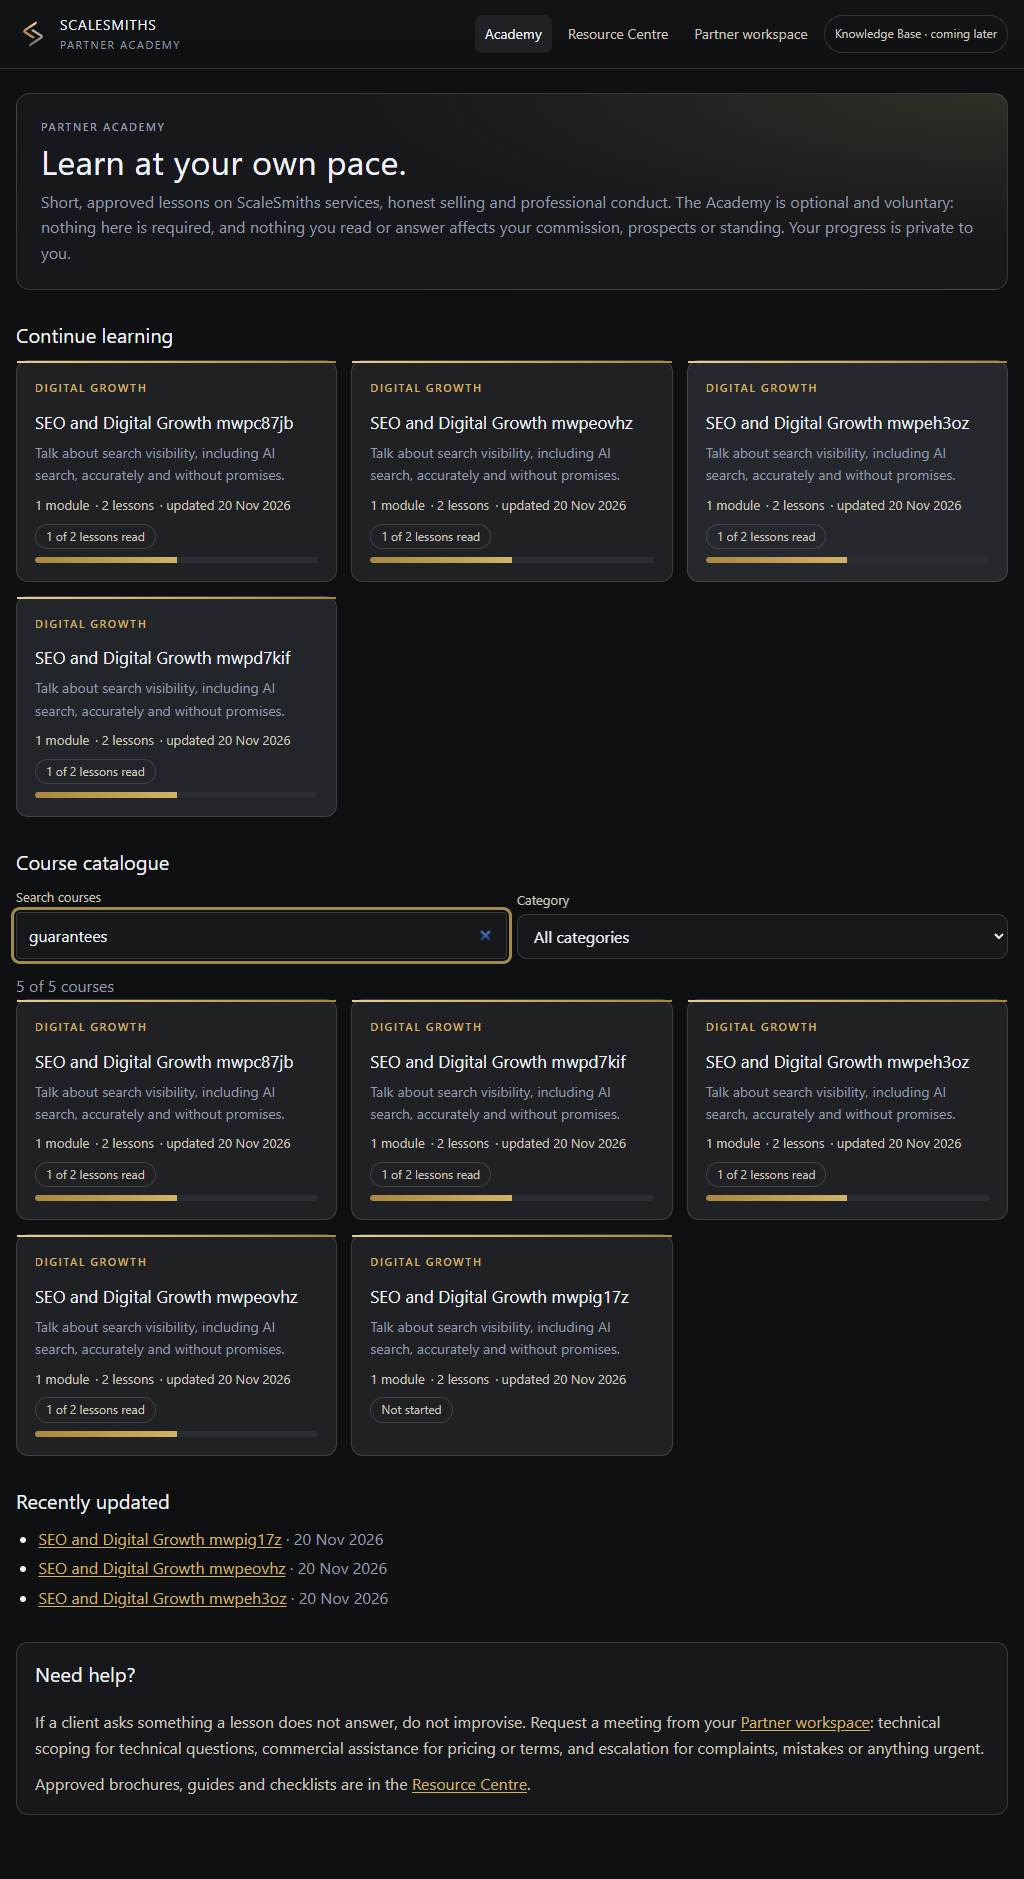 SCALESMITHS
PARTNER ACADEMY
Academy
Resource Centre
Partner workspace
Knowledge Base · coming later
PARTNER ACADEMY
Learn at your own pace.
Short, approved lessons on ScaleSmiths services, honest selling and professional conduct. The Academy is optional and voluntary:
nothing here is required, and nothing you read or answer affects your commission, prospects or standing. Your progress is private to
you.
Continue learning
DIGITAL GROWTH
SEO and Digital Growth mwpc87jb
Talk about search visibility, including AI
search, accurately and without promises.
1 module · 2 lessons · updated 20 Nov 2026
1 of 2 lessons read
DIGITAL GROWTH
SEO and Digital Growth mwpeovhz
Talk about search visibility, including AI
search, accurately and without promises.
1 module · 2 lessons · updated 20 Nov 2026
1 of 2 lessons read
DIGITAL GROWTH
SEO and Digital Growth mwpeh3oz
Talk about search visibility, including AI
search, accurately and without promises.
1 module · 2 lessons · updated 20 Nov 2026
1 of 2 lessons read
DIGITAL GROWTH
SEO and Digital Growth mwpd7kif
Talk about search visibility, including AI
search, accurately and without promises.
1 module · 2 lessons · updated 20 Nov 2026
1 of 2 lessons read
Course catalogue
Search courses
guarantees
Category
All categories
5 of 5 courses
DIGITAL GROWTH
SEO and Digital Growth mwpc87jb
Talk about search visibility, including AI
search, accurately and without promises.
1 module · 2 lessons · updated 20 Nov 2026
1 of 2 lessons read
DIGITAL GROWTH
SEO and Digital Growth mwpd7kif
Talk about search visibility, including AI
search, accurately and without promises.
1 module · 2 lessons · updated 20 Nov 2026
1 of 2 lessons read
DIGITAL GROWTH
SEO and Digital Growth mwpeh3oz
Talk about search visibility, including AI
search, accurately and without promises.
1 module · 2 lessons · updated 20 Nov 2026
1 of 2 lessons read
DIGITAL GROWTH
SEO and Digital Growth mwpeovhz
Talk about search visibility, including AI
search, accurately and without promises.
1 module · 2 lessons · updated 20 Nov 2026
1 of 2 lessons read
DIGITAL GROWTH
SEO and Digital Growth mwpig17z
Talk about search visibility, including AI
search, accurately and without promises.
1 module · 2 lessons · updated 20 Nov 2026
Not started
Recently updated
SEO and Digital Growth mwpig17z · 20 Nov 2026
SEO and Digital Growth mwpeovhz · 20 Nov 2026
SEO and Digital Growth mwpeh3oz · 20 Nov 2026
Need help?
If a client asks something a lesson does not answer, do not improvise. Request a meeting from your Partner workspace: technical
scoping for technical questions, commercial assistance for pricing or terms, and escalation for complaints, mistakes or anything urgent.
Approved brochures, guides and checklists are in the Resource Centre.